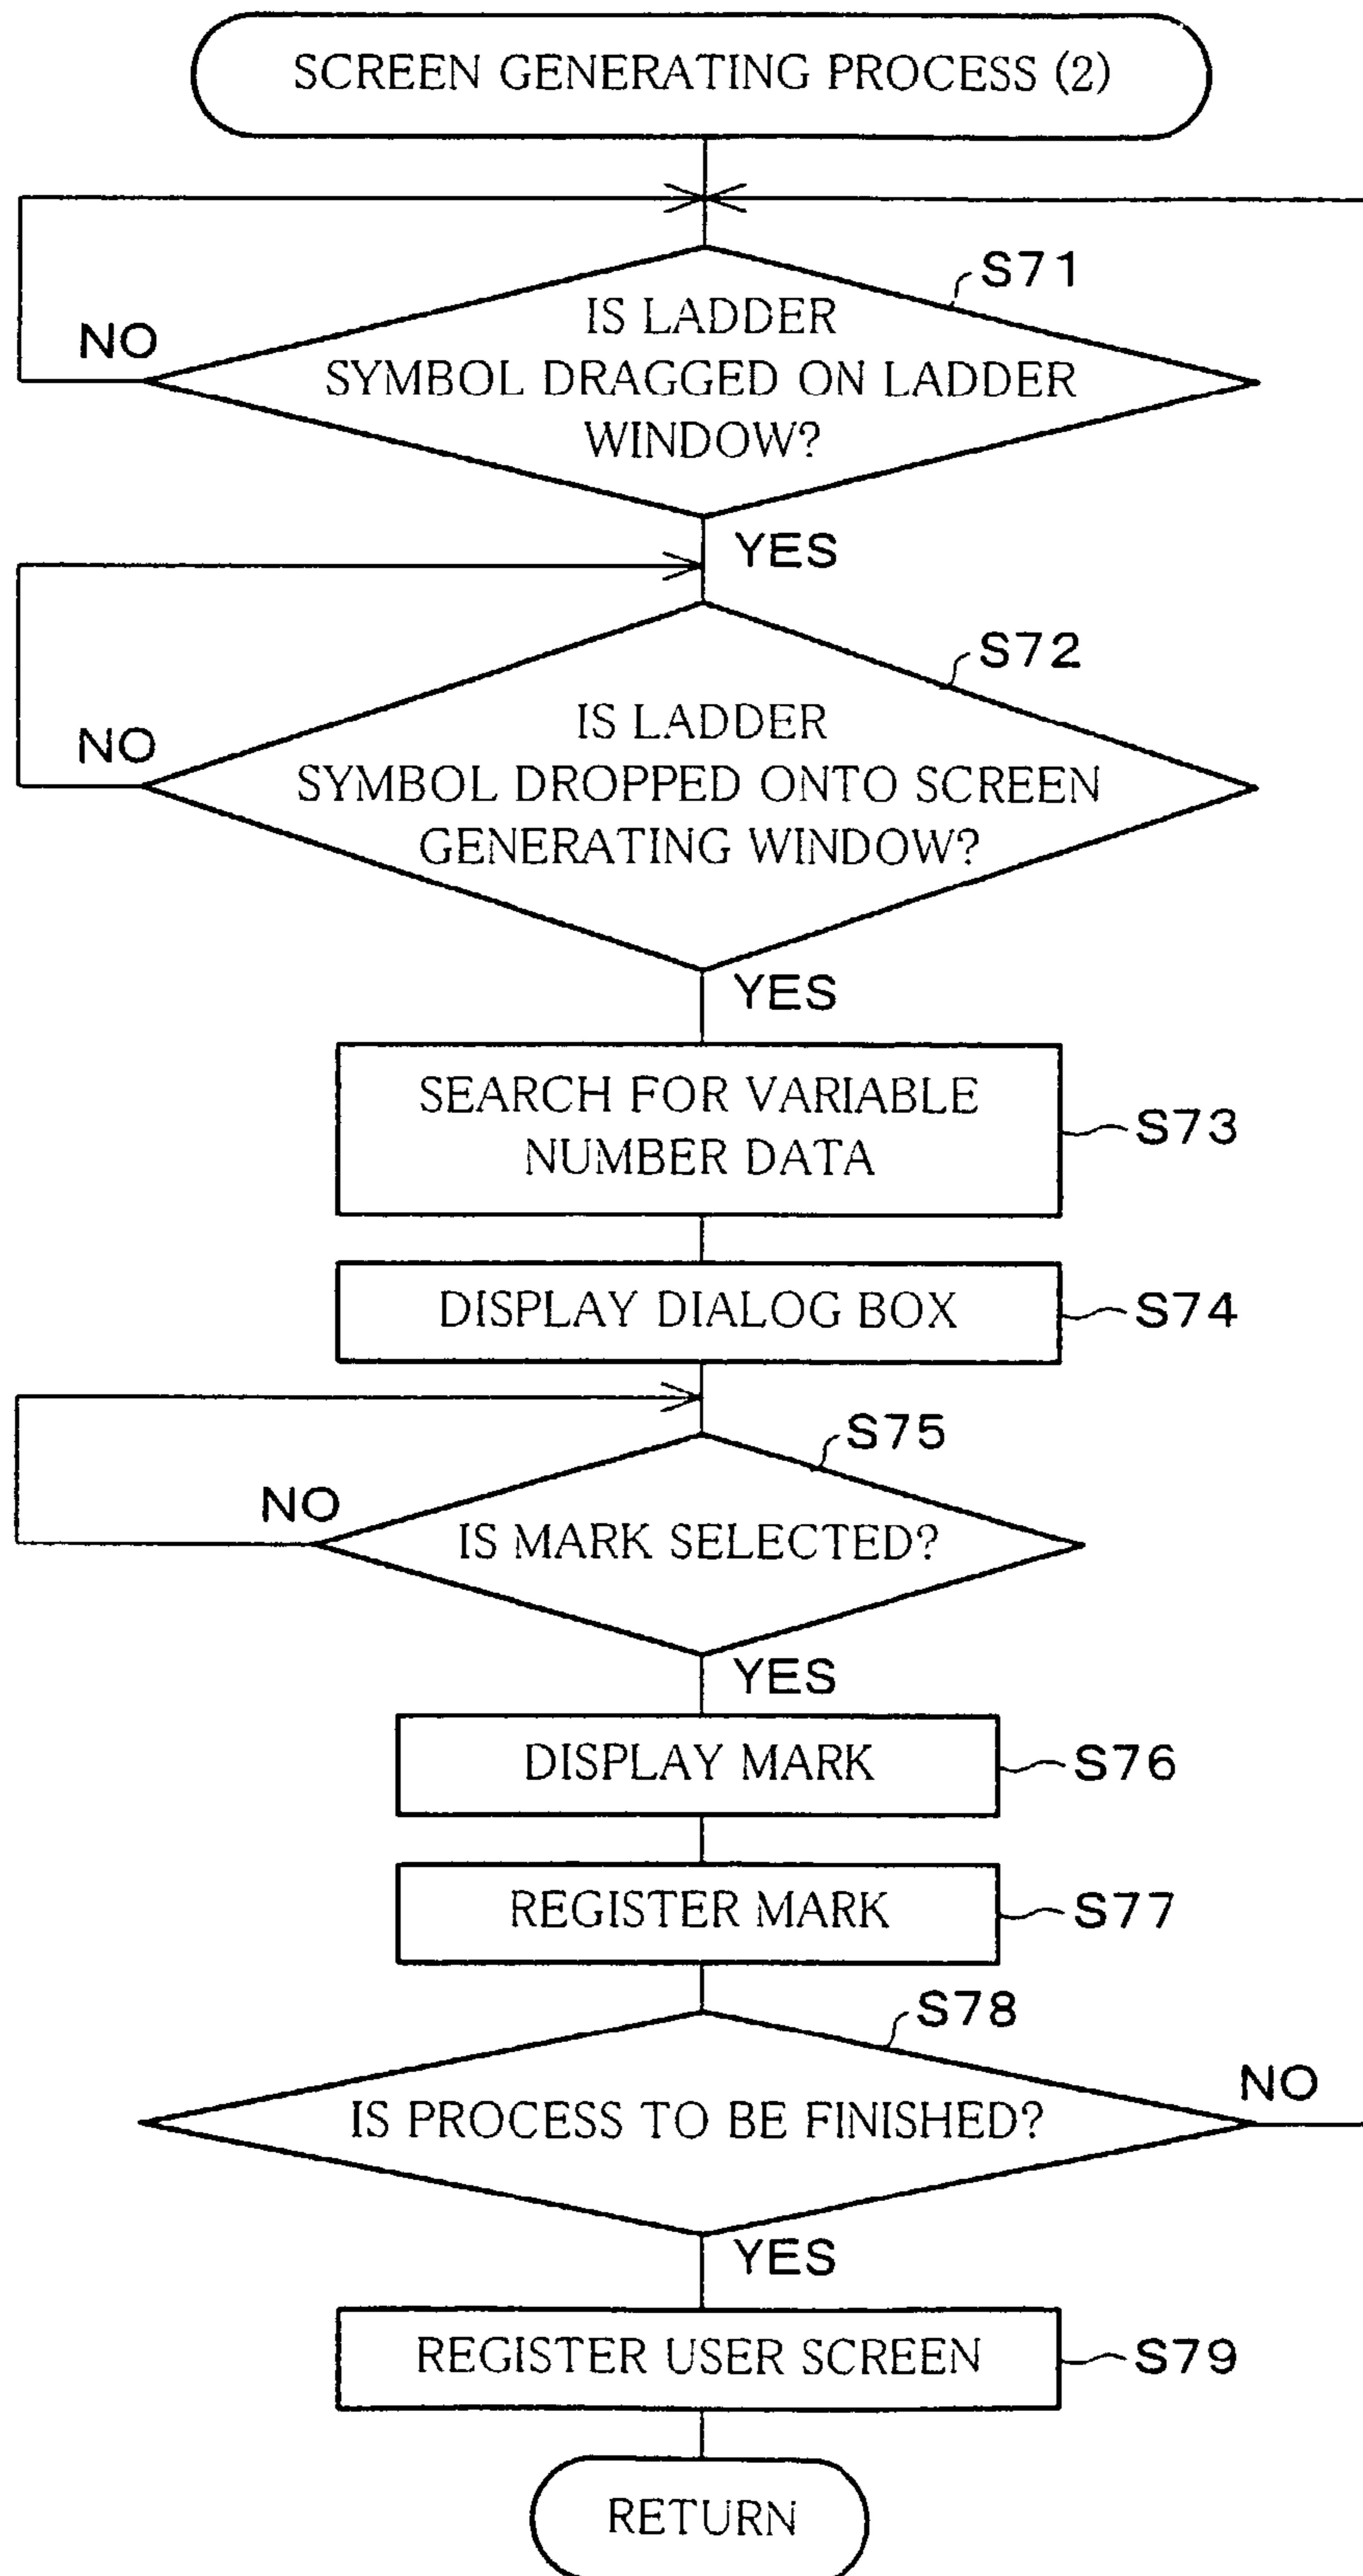 SCREEN GENERATING PROCESS (2)
S71
NO
IS LADDER
SYMBOL DRAGGED ON LADDER
WINDOW?
YES
S72
NO
IS LADDER
SYMBOL DROPPED ONTO SCREEN
GENERATING WINDOW?
YES
SEARCH FOR VARIABLE
NUMBER DATA
S73
DISPLAY DIALOG BOX
S74
S75
NO
IS MARK SELECTED?
YES
DISPLAY MARK
S76
REGISTER MARK
S77
S78
NO
IS PROCESS TO BE FINISHED?
YES
REGISTER USER SCREEN
S79
RETURN